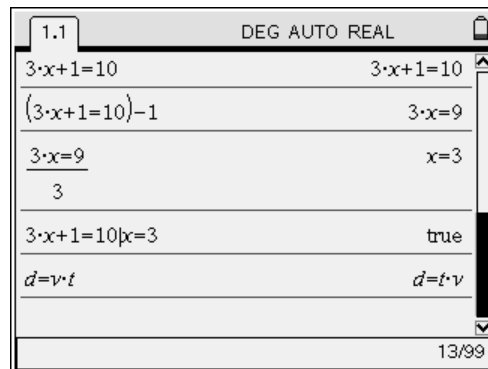 1.1 DEG AUTO REAL
3·x+1=10 3·x+1=10
(3·x+1=10)−1 3·x=9
3·x=9 x=3
3
3·x+1=10|x=3 true
d=v·t d=t·v
13/99